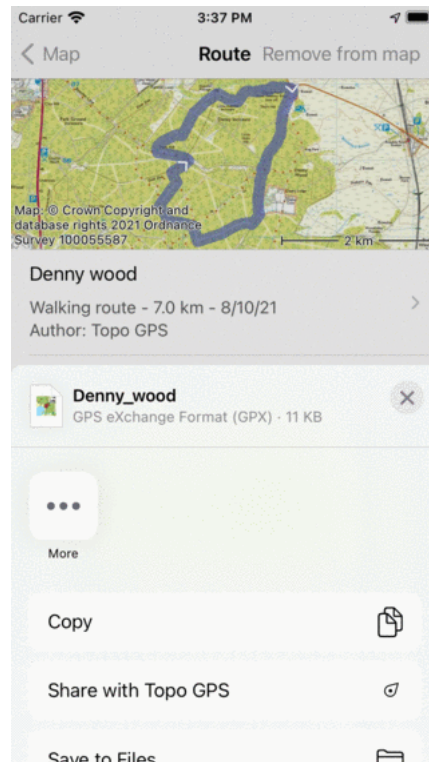 Carrier 3:37 PM
Map Route Remove from map
Map: © Crown Copyright and
database rights 2021 Ordnance
Survey 100055587
2 km
Denny wood
Walking route - 7.0 km - 8/10/21
Author: Topo GPS
Denny_wood
GPS eXchange Format (GPX) · 11 KB
More
Copy
Share with Topo GPS
Save to Files